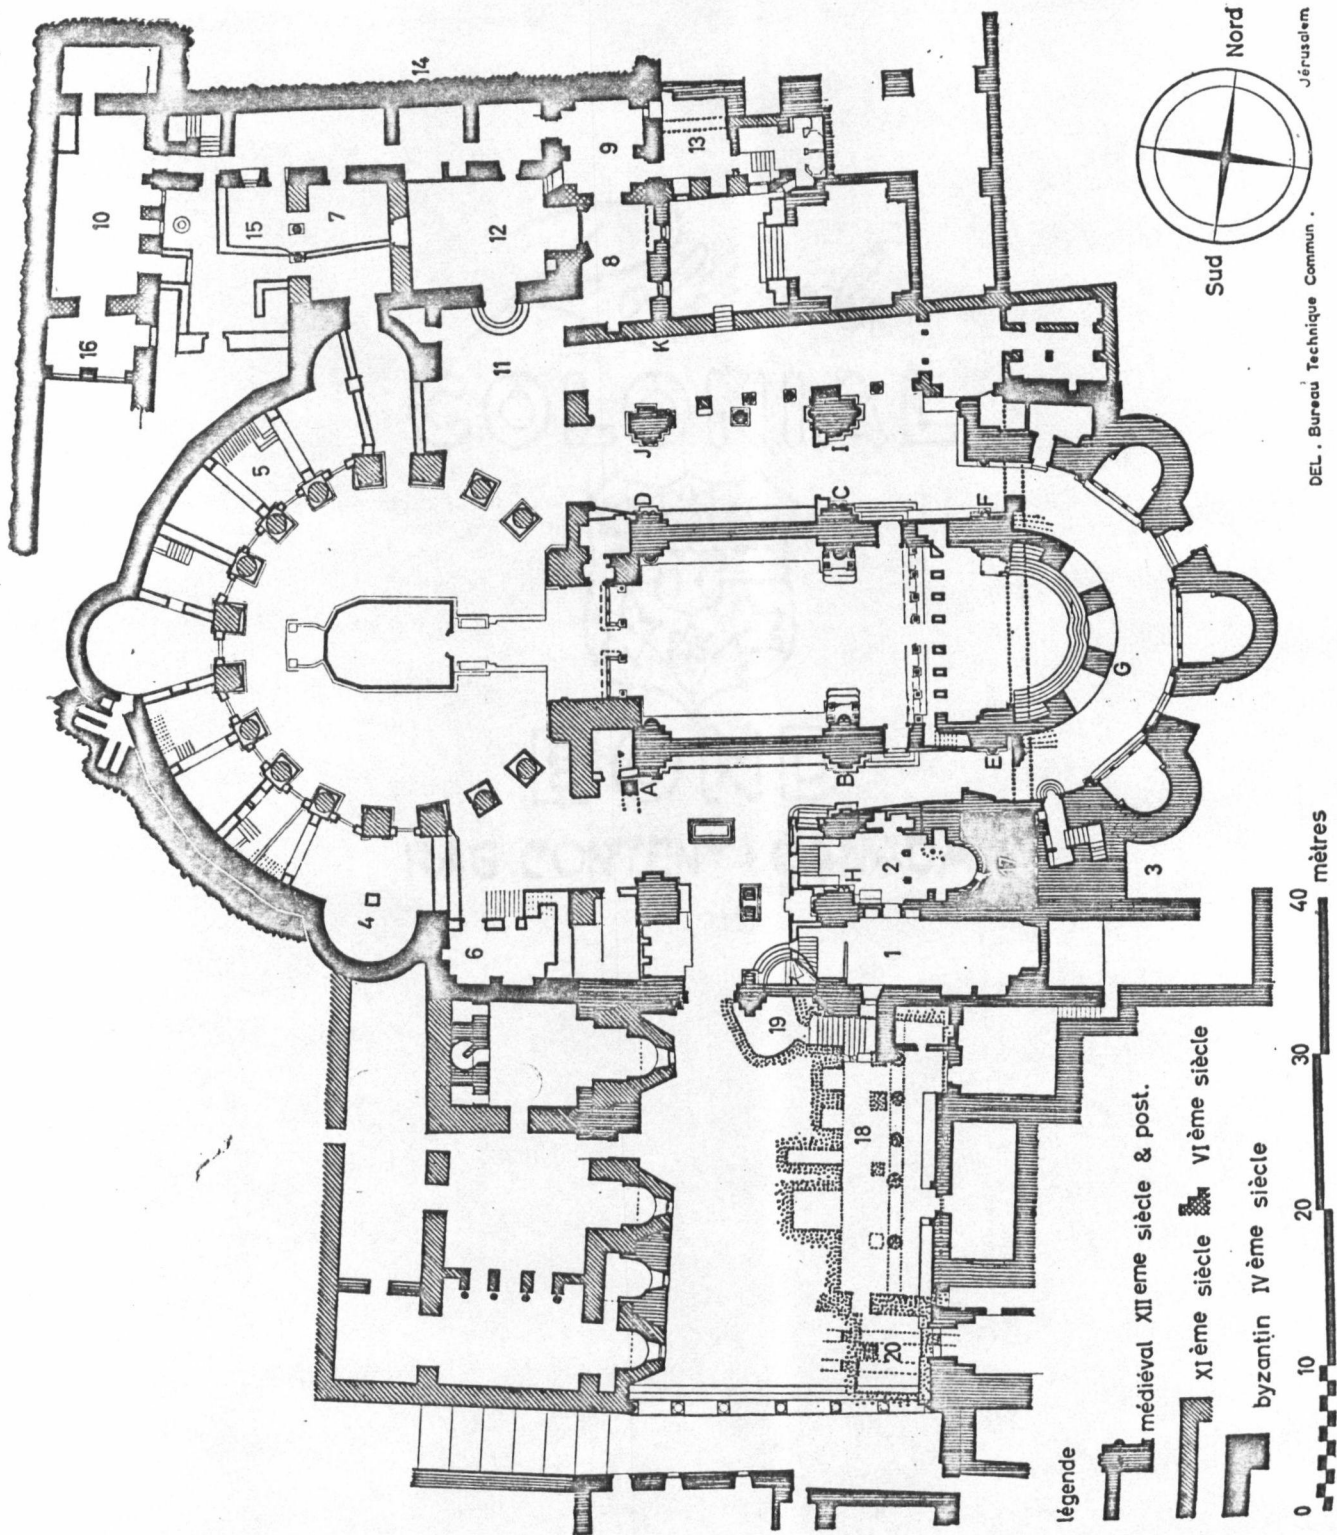 14
10
9
13
15
7
12
8
16
11
K
5
J
I
D
C
F
4
6
A
B
E
G
H
2
17
3
1
19
18
20
Nord
Sud
DEL . Bureau Technique Commun . Jérusalem
légende
médiéval XIIeme siècle & post.
XIème siècle VIème siècle
byzantin IVème siècle
0 10 20 30 40 mètres